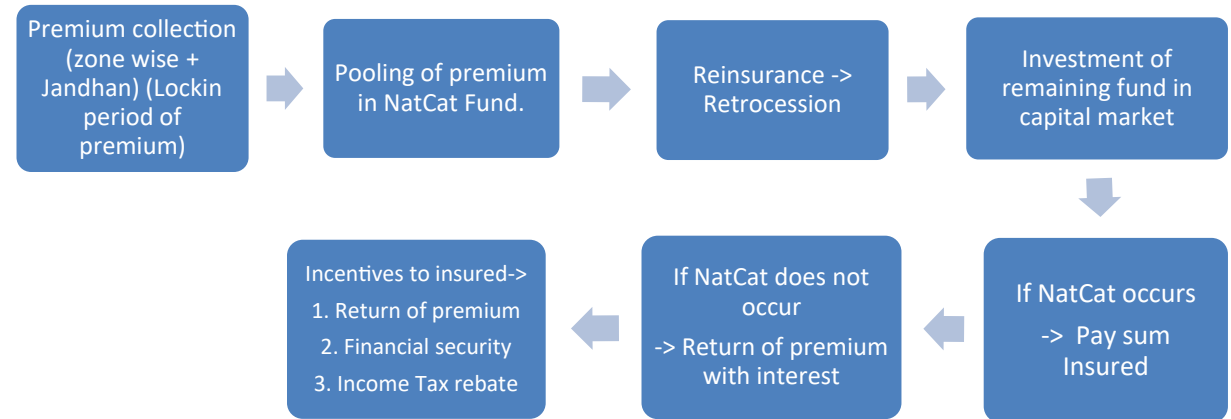 Premium collection
(zone wise +
Jandhan) (Lockin
period of
premium)
Pooling of premium
in NatCat Fund.
Reinsurance ->
Retrocession
Investment of
remaining fund in
capital market
If NatCat occurs
-> Pay sum
Insured
If NatCat does not
occur
-> Return of premium
with interest
Incentives to insured->
1. Return of premium
2. Financial security
3. Income Tax rebate